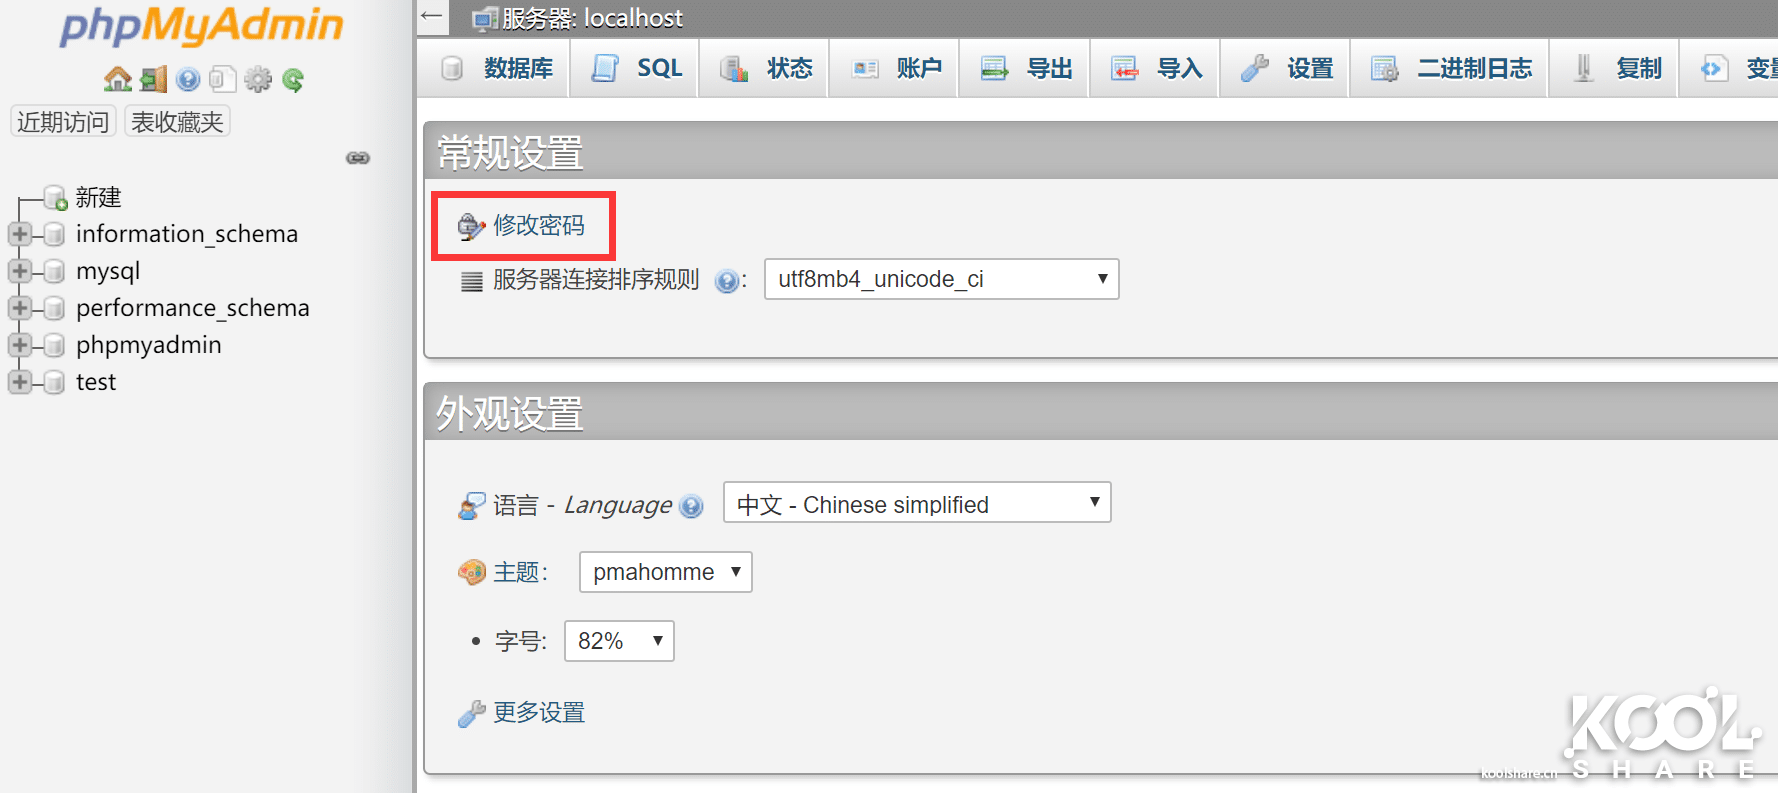 phpMyAdmin
近期访问 表收藏夹
新建
information_schema
mysql
performance_schema
phpmyadmin
test
服务器: localhost
数据库 SQL 状态 账户 导出 导入 设置 二进制日志 复制 变量
常规设置
修改密码
服务器连接排序规则 : utf8mb4_unicode_ci
外观设置
语言 - Language 中文 - Chinese simplified
主题: pmahomme
• 字号: 82%
更多设置
KOOL
koolshare.cn SHARE